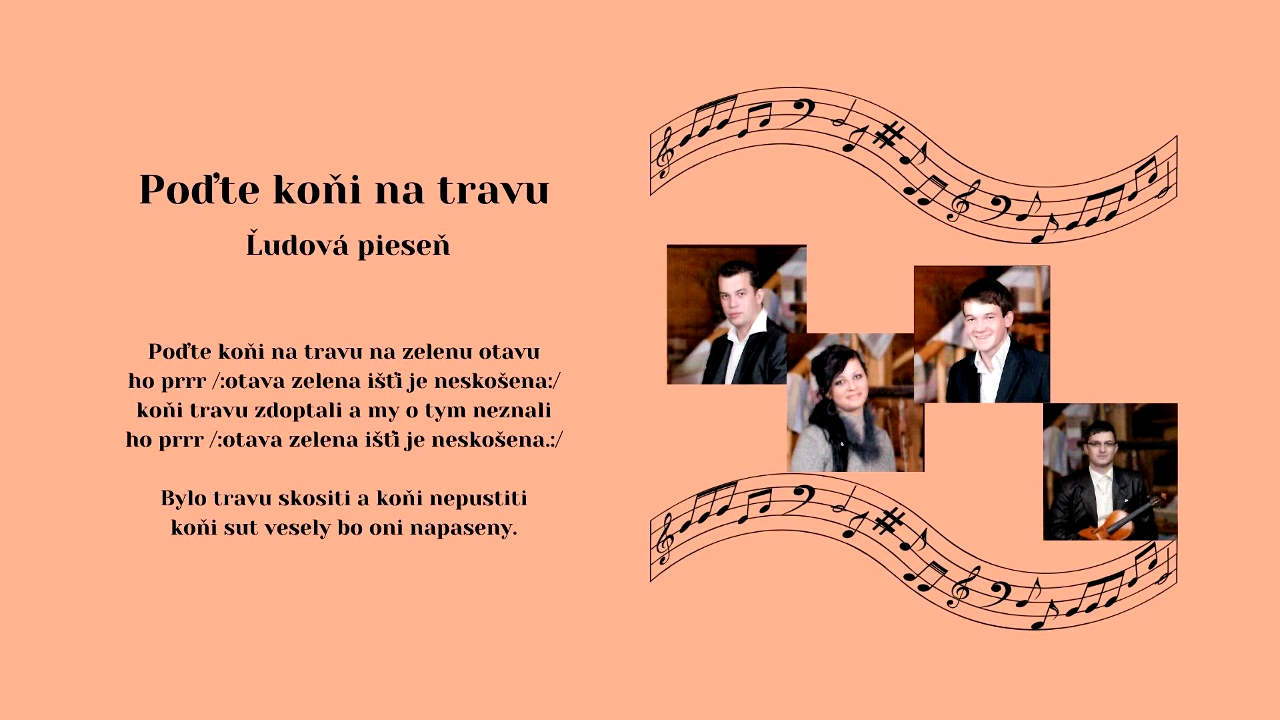 Poďte koňi na travu
Ľudová pieseň
Poďte koňi na travu na zelenu otavu
ho prrr /:otava zelena išťi je neskošena:/
koňi travu zdoptali a my o tym neznali
ho prrr /:otava zelena išťi je neskošena.:/
Bylo travu skositi a koňi nepustiti
koňi sut vesely bo oni napaseny.